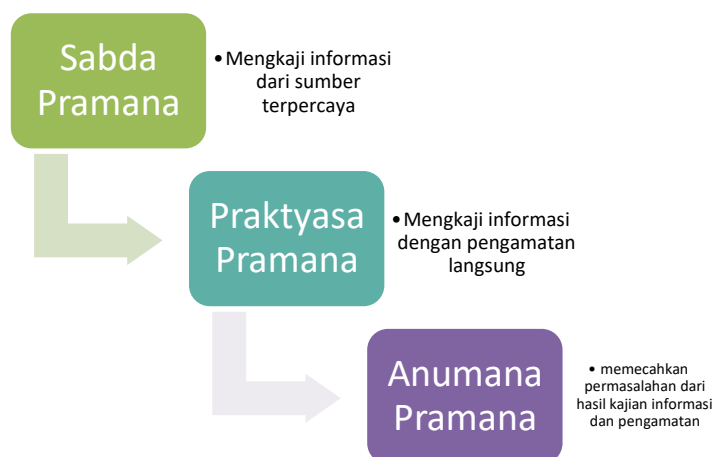 Sabda
Pramana
• Mengkaji informasi
dari sumber
terpercaya
Praktyasa
Pramana
• Mengkaji informasi
dengan pengamatan
langsung
Anumana
Pramana
• memecahkan
permasalahan dari
hasil kajian informasi
dan pengamatan